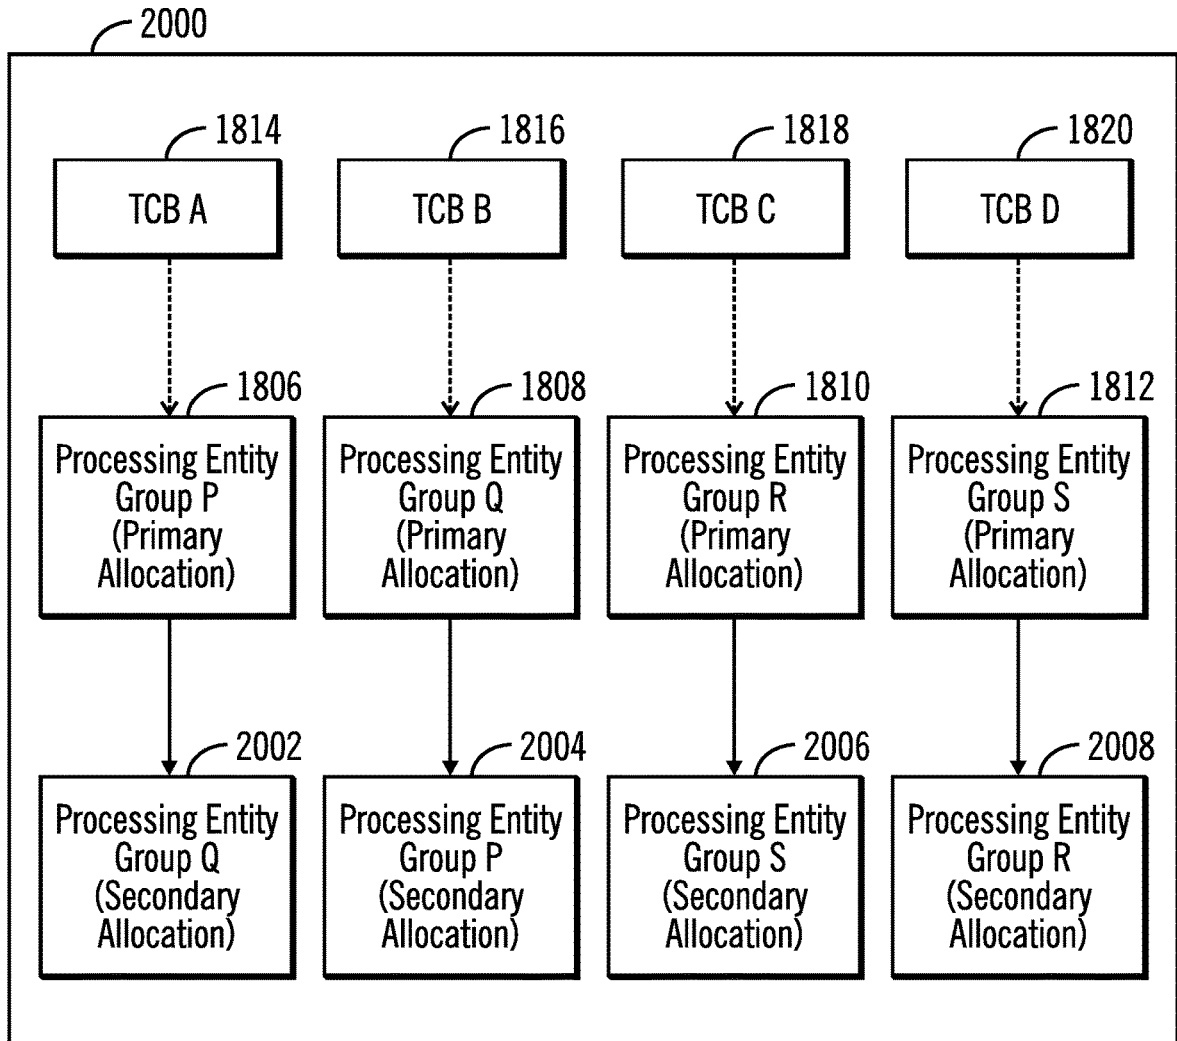 2000
1814
1816
1818
1820
TCB A
TCB B
TCB C
TCB D
1806
1808
1810
1812
Processing Entity
Group P
(Primary
Allocation)
Processing Entity
Group Q
(Primary
Allocation)
Processing Entity
Group R
(Primary
Allocation)
Processing Entity
Group S
(Primary
Allocation)
2002
2004
2006
2008
Processing Entity
Group Q
(Secondary
Allocation)
Processing Entity
Group P
(Secondary
Allocation)
Processing Entity
Group S
(Secondary
Allocation)
Processing Entity
Group R
(Secondary
Allocation)